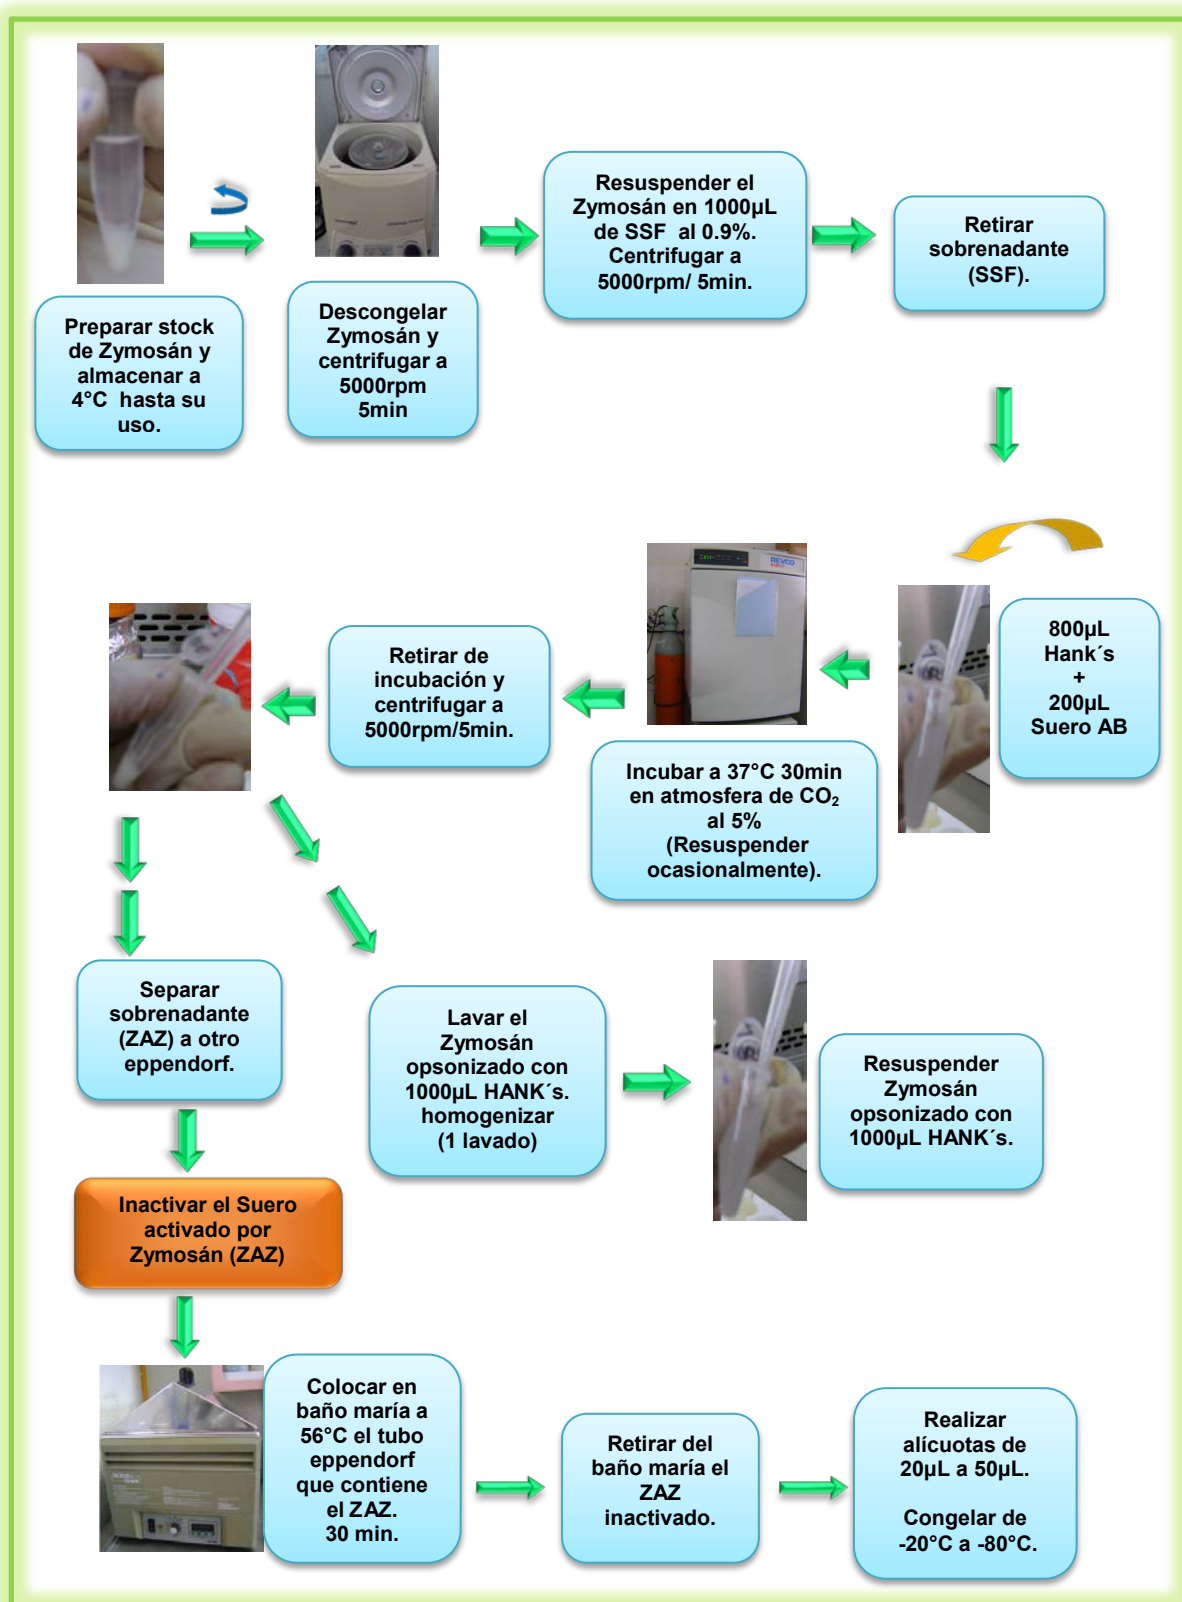 Preparar stock
de Zymosán y
almacenar a
4°C  hasta su
uso.
Descongelar
Zymosán y
centrifugar a
5000rpm
5min
Resuspender el
Zymosán en 1000µL
de SSF  al 0.9%.
Centrifugar a
5000rpm/ 5min.
Retirar
sobrenadante
(SSF).
800µL
Hank´s
+
200µL
Suero AB
REVCO
Incubar a 37°C 30min
en atmosfera de CO₂
al 5%
(Resuspender
ocasionalmente).
Retirar de
incubación y
centrifugar a
5000rpm/5min.
Separar
sobrenadante
(ZAZ) a otro
eppendorf.
Lavar el
Zymosán
opsonizado con
1000µL HANK´s.
homogenizar
(1 lavado)
Resuspender
Zymosán
opsonizado con
1000µL HANK´s.
Inactivar el Suero
activado por
Zymosán (ZAZ)
Colocar en
baño maría a
56°C el tubo
eppendorf
que contiene
el ZAZ.
30 min.
Retirar del
baño maría el
ZAZ
inactivado.
Realizar
alícuotas de
20µL a 50µL.
Congelar de
-20°C a -80°C.